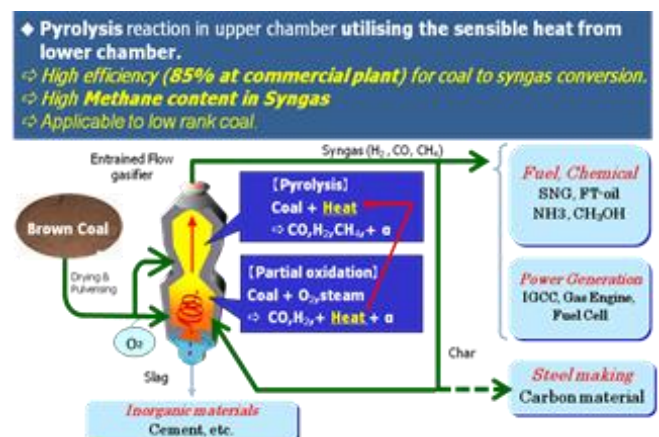 ◆ Pyrolysis reaction in upper chamber utilising the sensible heat from
lower chamber.
⇨ High efficiency (85% at commercial plant) for coal to syngas conversion.
⇨ High Methane content in Syngas
⇨ Applicable to low rank coal.
Entrained Flow
gasifier
Syngas (H2, CO, CH4)
[Pyrolysis]
Coal + Heat
⇨ CO,H2,CH4,+ α
Fuel, Chemical
SNG, FT-oil
NH3, CH3OH
Brown Coal
Drying &
Pulverising
[Partial oxidation]
Coal + O2,steam
⇨ CO,H2,+ Heat + α
Power Generation
IGCC, Gas Engine,
Fuel Cell
O2
Slag
Char
Steel making
Carbon material
Inorganic materials
Cement, etc.